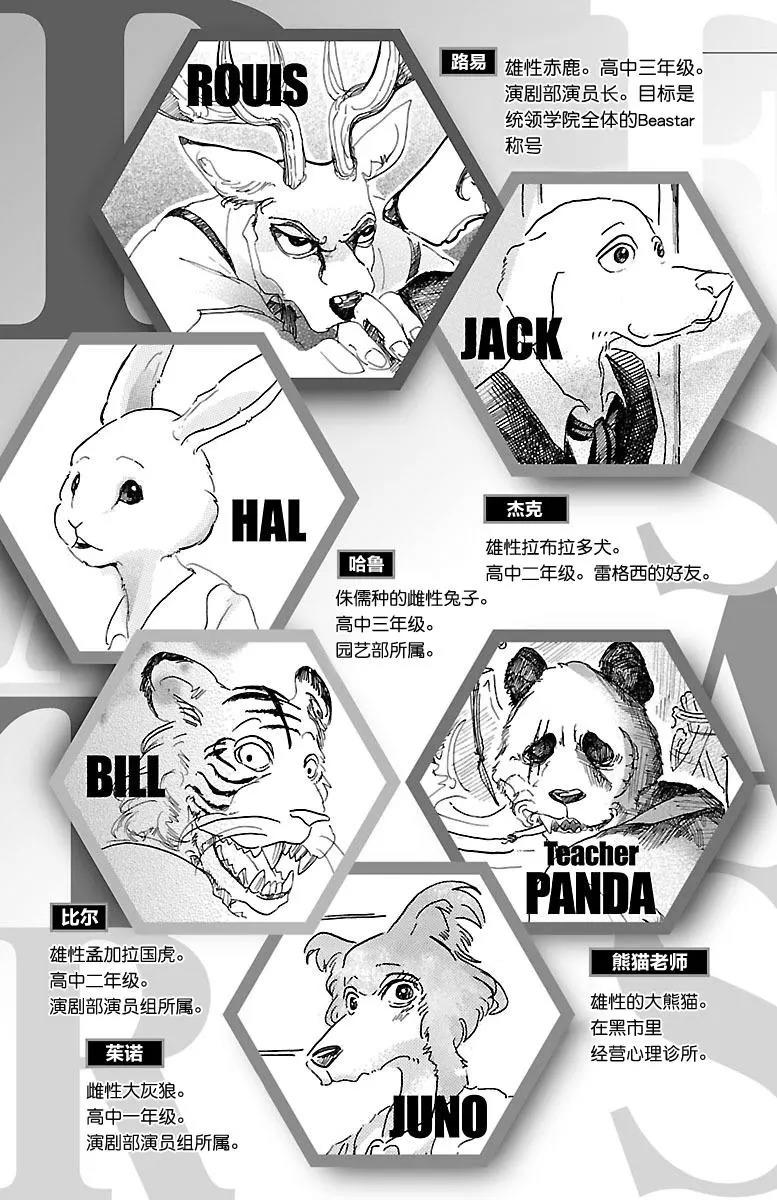 ROUIS
路易
雄性赤鹿。高中三年级。
演剧部演员长。目标是
统领学院全体的Beastar
称号
JACK
杰克
雄性拉布拉多犬。
高中二年级。雷格西的好友。
HAL
哈鲁
侏儒种的雌性兔子。
高中三年级。
园艺部所属。
BILL
比尔
雄性孟加拉国虎。
高中二年级。
演剧部演员组所属。
Teacher
PANDA
熊猫老师
雄性的大熊猫。
在黑市里
经营心理诊所。
JUNO
茱诺
雌性大灰狼。
高中一年级。
演剧部演员组所属。